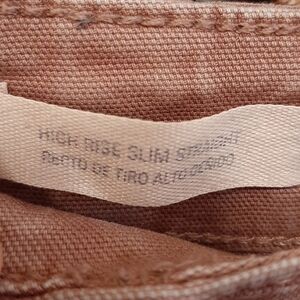 HIGH RISE SLIM STRAIGHT
RECTO DE TIRO ALTO CEÑIDO